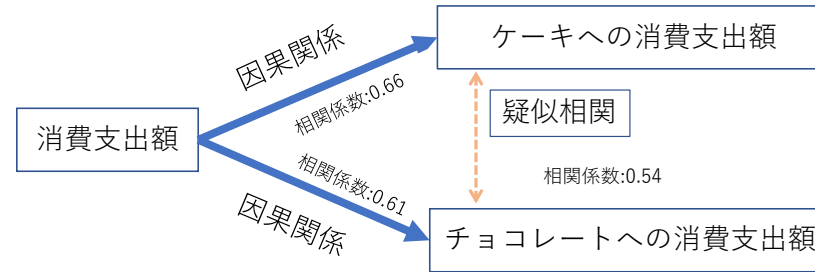 ケーキへの消費支出額
因果関係
相関係数:0.66
疑似相関
消費支出額
相関係数:0.54
相関係数:0.61
因果関係
チョコレートへの消費支出額